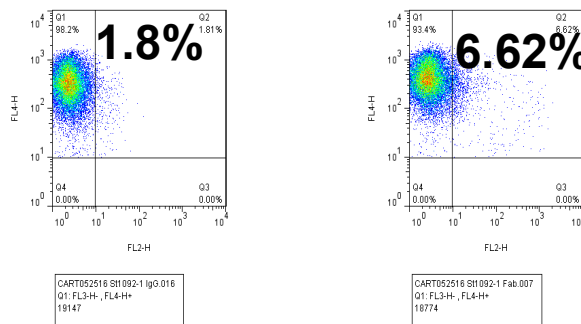 Q1
98.2%
Q2
1.81%
1.8%
10^4
10^3
10^2
10^1
10^0
FL4-H
Q4
0.00%
Q3
0.00%
10^0 10^1 10^2 10^3 10^4
FL2-H
CART052516 St1092-1 IgG.016
Q1: FL3-H- , FL4-H+
19147
Q1
93.4%
Q2
6.62%
6.62%
10^4
10^3
10^2
10^1
10^0
FL4-H
Q4
0.00%
Q3
0.00%
10^0 10^1 10^2 10^3
FL2-H
CART052516 St1092-1 Fab.007
Q1: FL3-H- , FL4-H+
18774